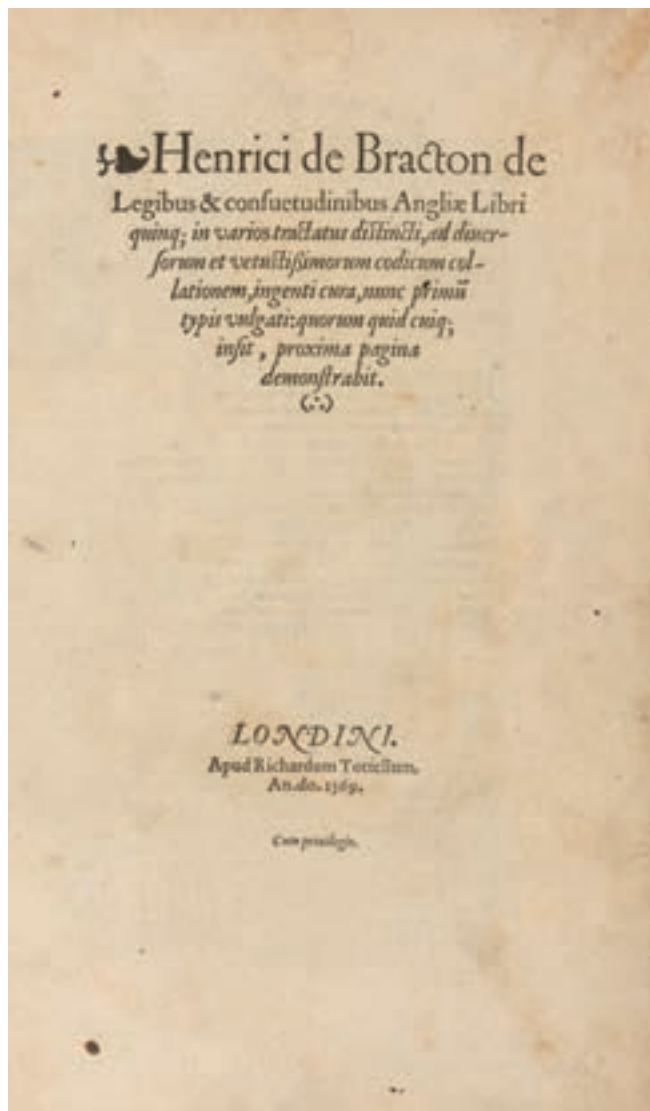 ❧Henrici de Bracton de
Legibus & consuetudinibus Angliæ Libri
quinq; in varios tractatus distincti, ad diuer-
sorum et vetustissimorum codicum col-
lationem, ingenti cura, nunc primū
typis vulgati: quorum quid cuiq;
insit, proxima pagina
demonstrabit.
LONDINI.
Apud Richardum Tottellum.
An.do.1569.
Cum priuilegio.